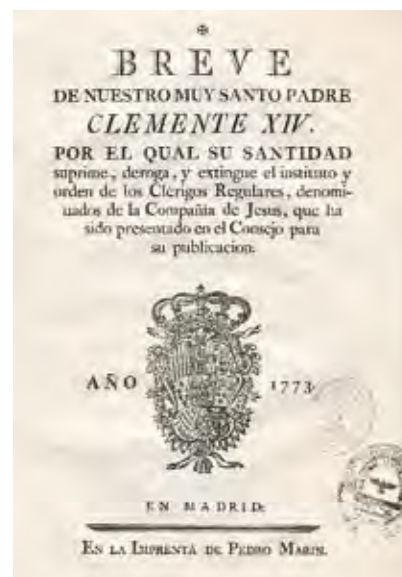 BREVE
DE NUESTRO MUY SANTO PADRE
CLEMENTE XIV.
POR EL QUAL SU SANTIDAD
suprime, deroga, y extingue el instituto y
orden de los Clerigos Regulares, denomi-
nados de la Compañia de Jesus, que ha
sido presentado en el Consejo para
su publicacion.
AÑO 1773.
EN MADRID:
EN LA IMPRENTA DE PEDRO MARIN.